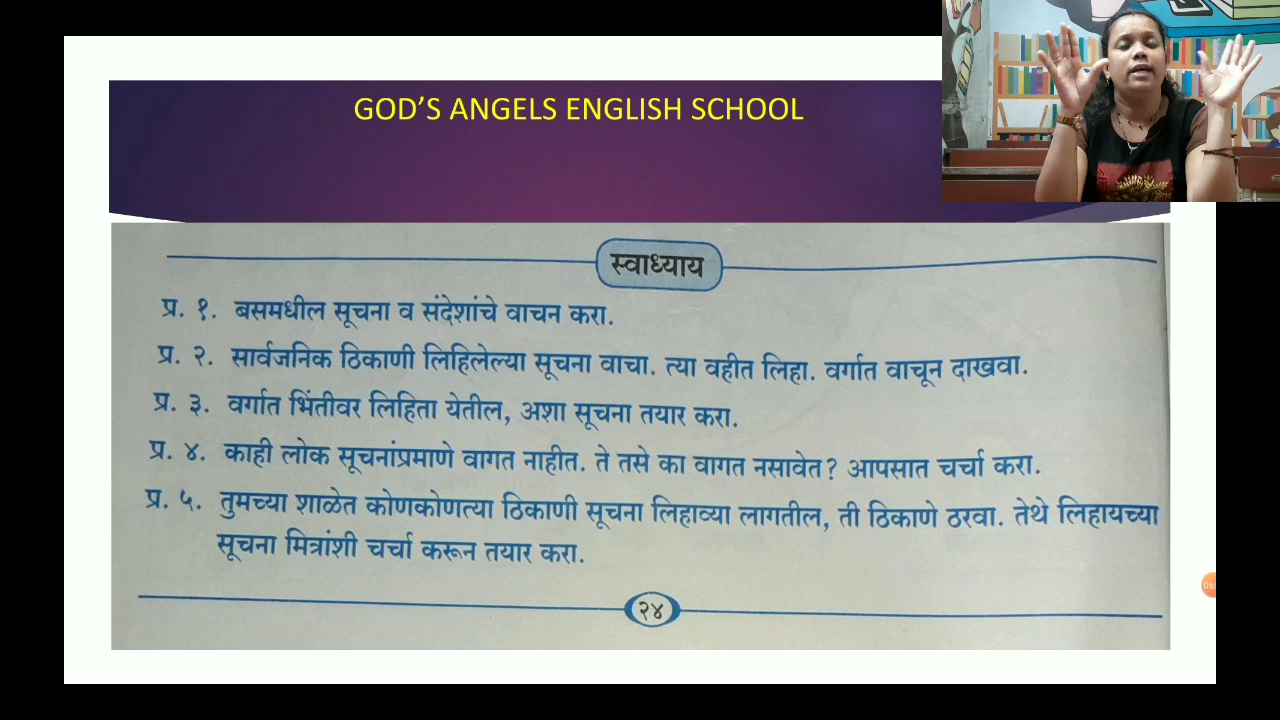 GOD'S ANGELS ENGLISH SCHOOL
स्वाध्याय
प्र. १. बसमधील सूचना व संदेशांचे वाचन करा.
प्र. २. सार्वजनिक ठिकाणी लिहिलेल्या सूचना वाचा. त्या वहीत लिहा. वर्गात वाचून दाखवा.
प्र. ३. वर्गात भिंतीवर लिहिता येतील, अशा सूचना तयार करा.
प्र. ४. काही लोक सूचनांप्रमाणे वागत नाहीत. ते तसे का वागत नसावेत? आपसात चर्चा करा.
प्र. ५. तुमच्या शाळेत कोणकोणत्या ठिकाणी सूचना लिहाव्या लागतील, ती ठिकाणे ठरवा. तेथे लिहायच्या
सूचना मित्रांशी चर्चा करून तयार करा.
२४